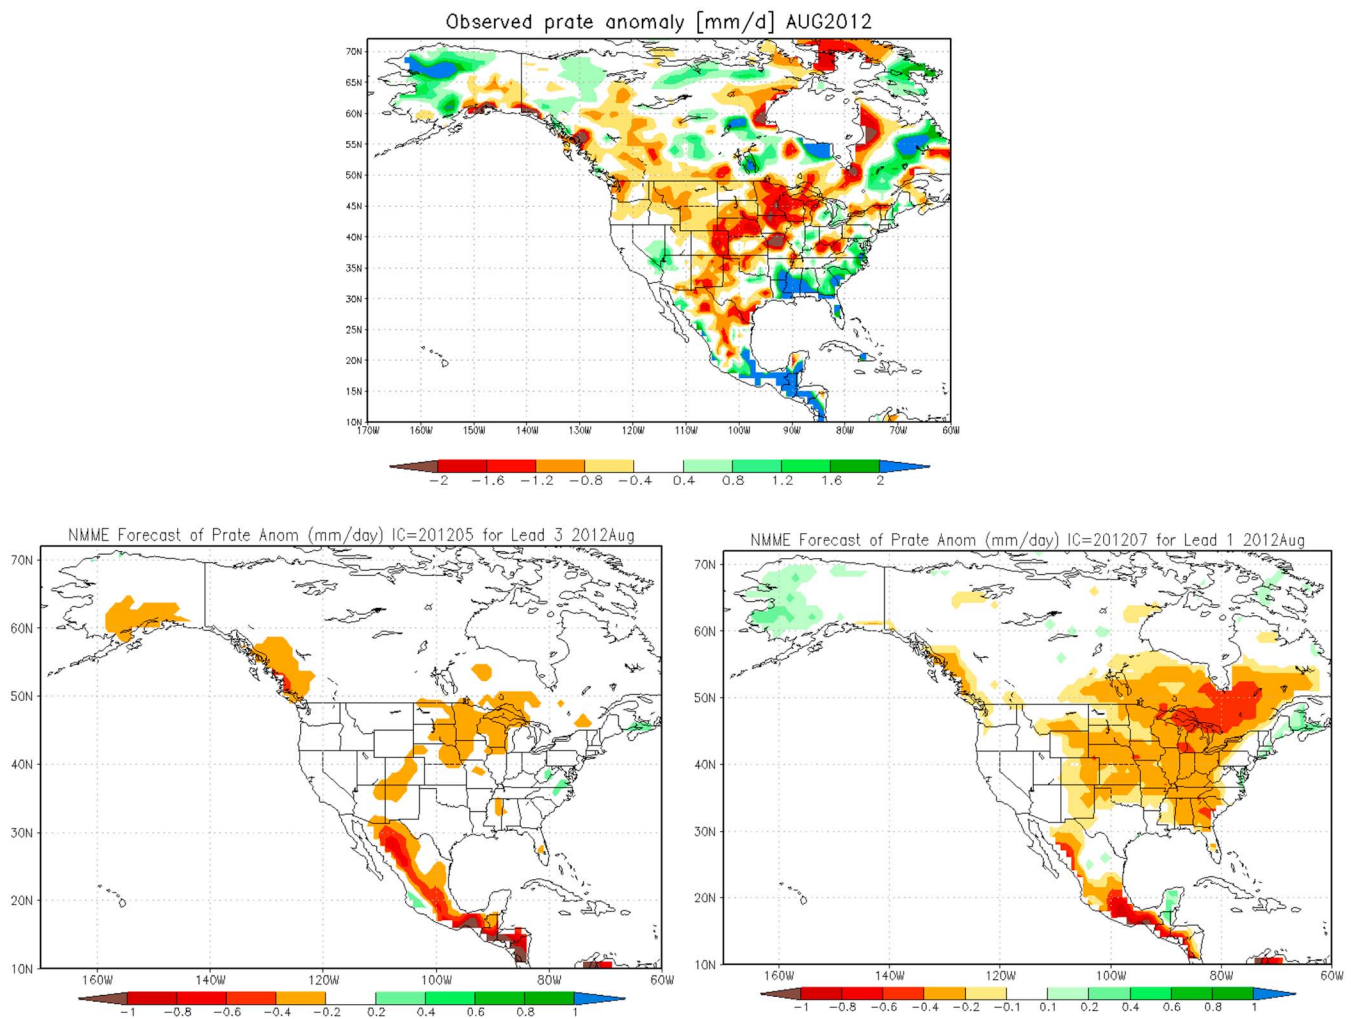 Observed prate anomaly [mm/d] AUG2012
70N
65N
60N
55N
50N
45N
40N
35N
30N
25N
20N
15N
10N
170W 160W 150W 140W 130W 120W 110W 100W 90W 80W 70W 60W
-2 -1.6 -1.2 -0.8 -0.4 0.4 0.8 1.2 1.6 2
NMME Forecast of Prate Anom (mm/day) IC=201205 for Lead 3 2012Aug
70N
60N
50N
40N
30N
20N
10N
160W 140W 120W 100W 80W 60W
-1 -0.8 -0.6 -0.4 -0.2 0.2 0.4 0.6 0.8 1
NMME Forecast of Prate Anom (mm/day) IC=201207 for Lead 1 2012Aug
70N
60N
50N
40N
30N
20N
10N
160W 140W 120W 100W 80W 60W
-1 -0.8 -0.6 -0.4 -0.2 -0.1 0.1 0.2 0.4 0.6 0.8 1